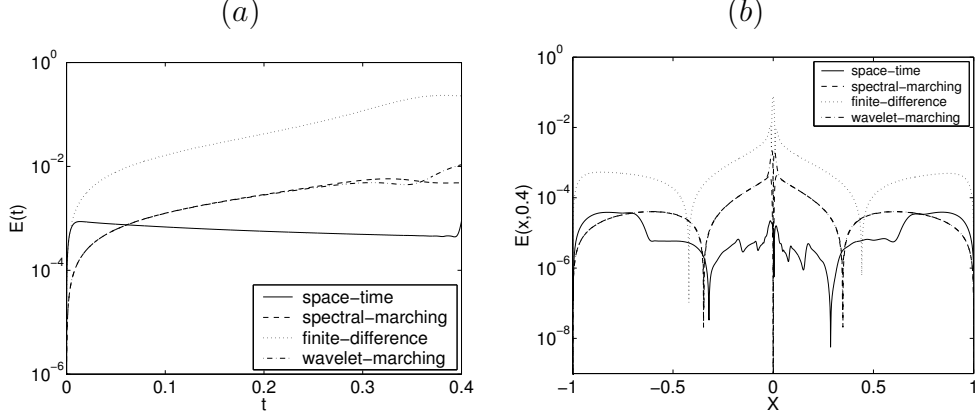 (a)
10^0
10^-2
10^-4
10^-6
E(t)
0 0.1 0.2 0.3 0.4
t
space-time
spectral-marching
finite-difference
wavelet-marching
(b)
10^0
10^-2
10^-4
10^-6
10^-8
E(x,0.4)
-1 -0.5 0 0.5 1
X
space-time
spectral-marching
finite-difference
wavelet-marching